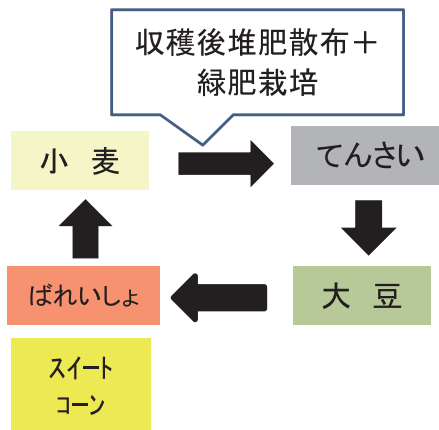 収穫後堆肥散布＋
緑肥栽培
小　麦
てんさい
ばれいしょ
大　豆
スイート
コーン